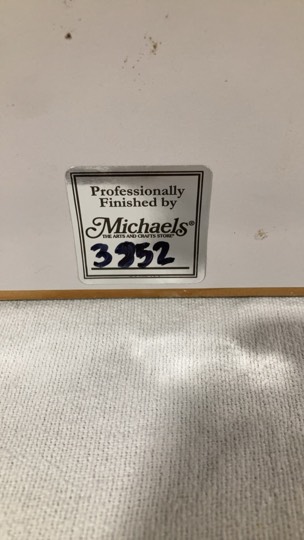 Professionally
Finished by
Michaels®
THE ARTS AND CRAFTS STORE®
3852